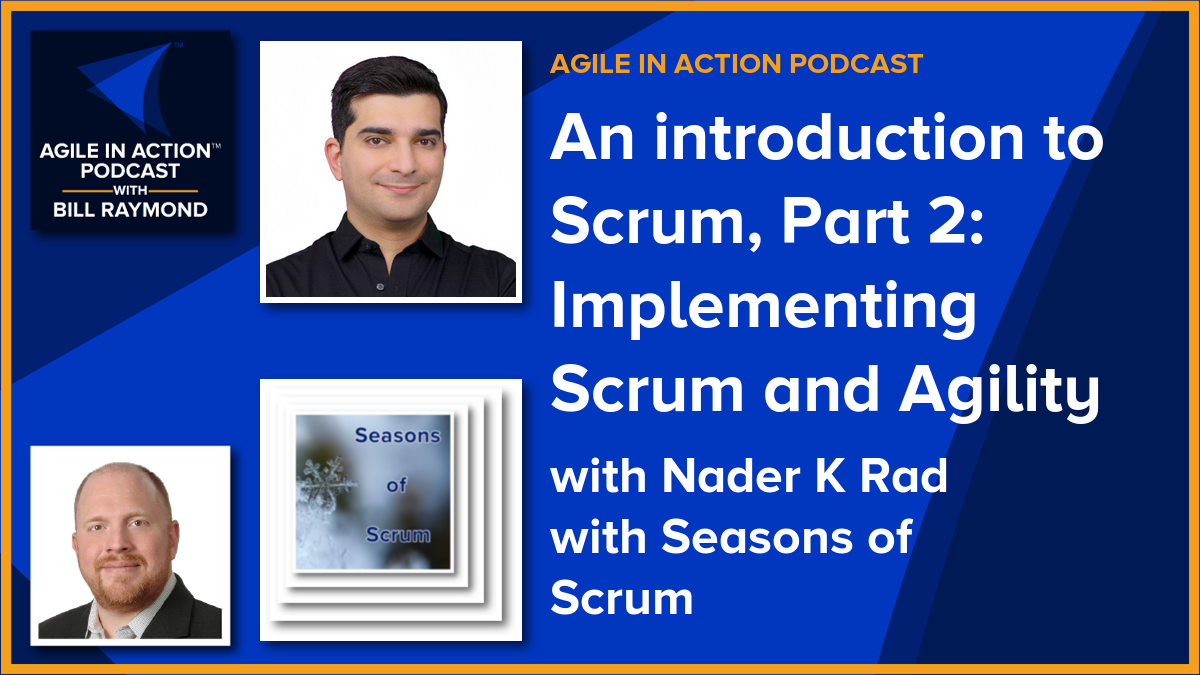 TM
AGILE IN ACTION™
PODCAST
WITH
BILL RAYMOND
AGILE IN ACTION PODCAST
An introduction to
Scrum, Part 2:
Implementing
Scrum and Agility
with Nader K Rad
with Seasons of
Scrum
Seasons
of
Scrum